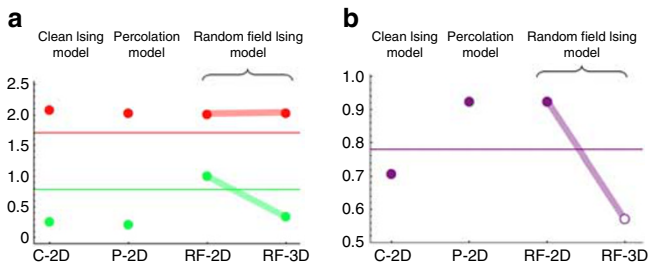 a
Clean Ising Percolation Random field Ising
model model model
2.5
2.0
1.5
1.0
0.5
0
C-2D P-2D RF-2D RF-3D
b
Clean Ising Percolation Random field Ising
model model model
1.0
0.9
0.8
0.7
0.6
0.5
C-2D P-2D RF-2D RF-3D